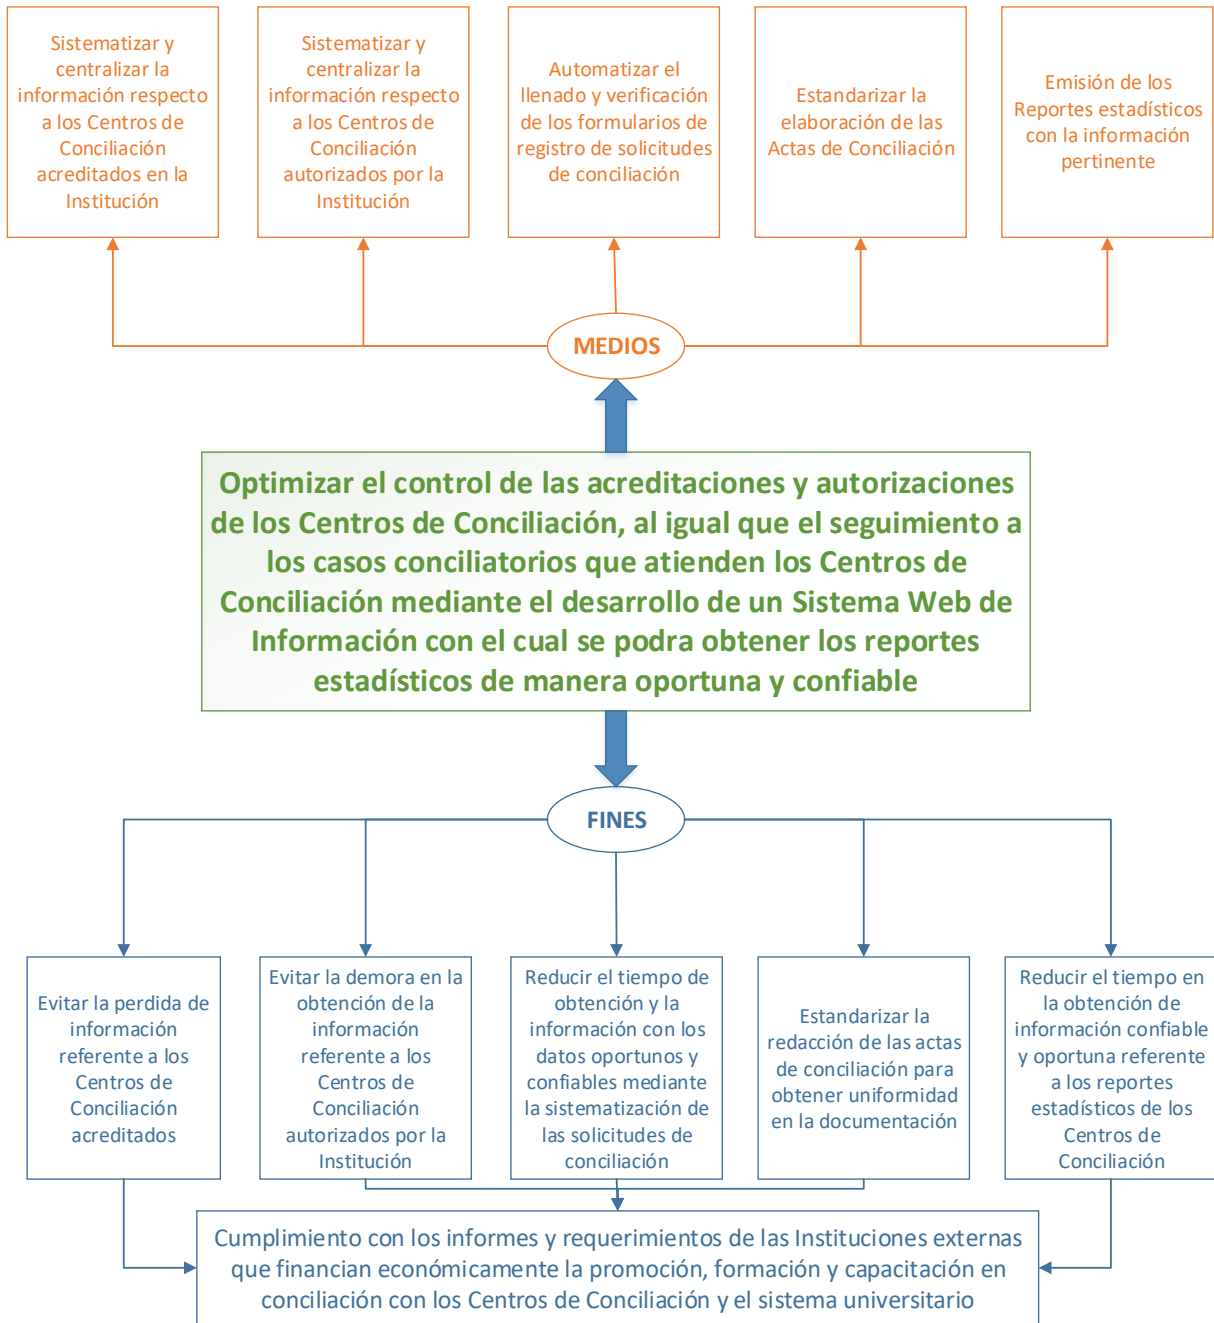 Sistematizar y
centralizar la
información respecto
a los Centros de
Conciliación
acreditados en la
Institución
Sistematizar y
centralizar la
información respecto
a los Centros de
Conciliación
autorizados por la
Institución
Automatizar el
llenado y verificación
de los formularios de
registro de solicitudes
de conciliación
Estandarizar la
elaboración de las
Actas de Conciliación
Emisión de los
Reportes estadísticos
con la información
pertinente
MEDIOS
Optimizar el control de las acreditaciones y autorizaciones
de los Centros de Conciliación, al igual que el seguimiento a
los casos conciliatorios que atienden los Centros de
Conciliación mediante el desarrollo de un Sistema Web de
Información con el cual se podra obtener los reportes
estadísticos de manera oportuna y confiable
FINES
Evitar la perdida de
información
referente a los
Centros de
Conciliación
acreditados
Evitar la demora en la
obtención de la
información
referente a los
Centros de
Conciliación
autorizados por la
Institución
Reducir el tiempo de
obtención y la
información con los
datos oportunos y
confiables mediante
la sistematización de
las solicitudes de
conciliación
Estandarizar la
redacción de las actas
de conciliación para
obtener uniformidad
en la documentación
Reducir el tiempo en
la obtención de
información confiable
y oportuna referente
a los reportes
estadísticos de los
Centros de
Conciliación
Cumplimiento con los informes y requerimientos de las Instituciones externas
que financian económicamente la promoción, formación y capacitación en
conciliación con los Centros de Conciliación y el sistema universitario